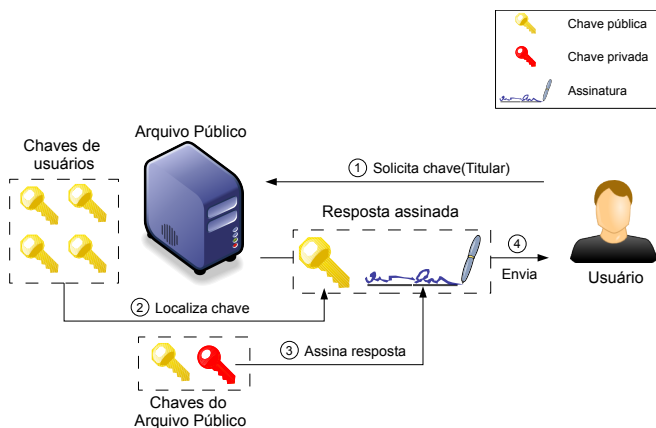 Chave pública
Chave privada
Assinatura
Arquivo Público
Chaves de
usuários
① Solicita chave(Titular)
Resposta assinada
④
Envia
Usuário
② Localiza chave
③ Assina resposta
Chaves do
Arquivo Público